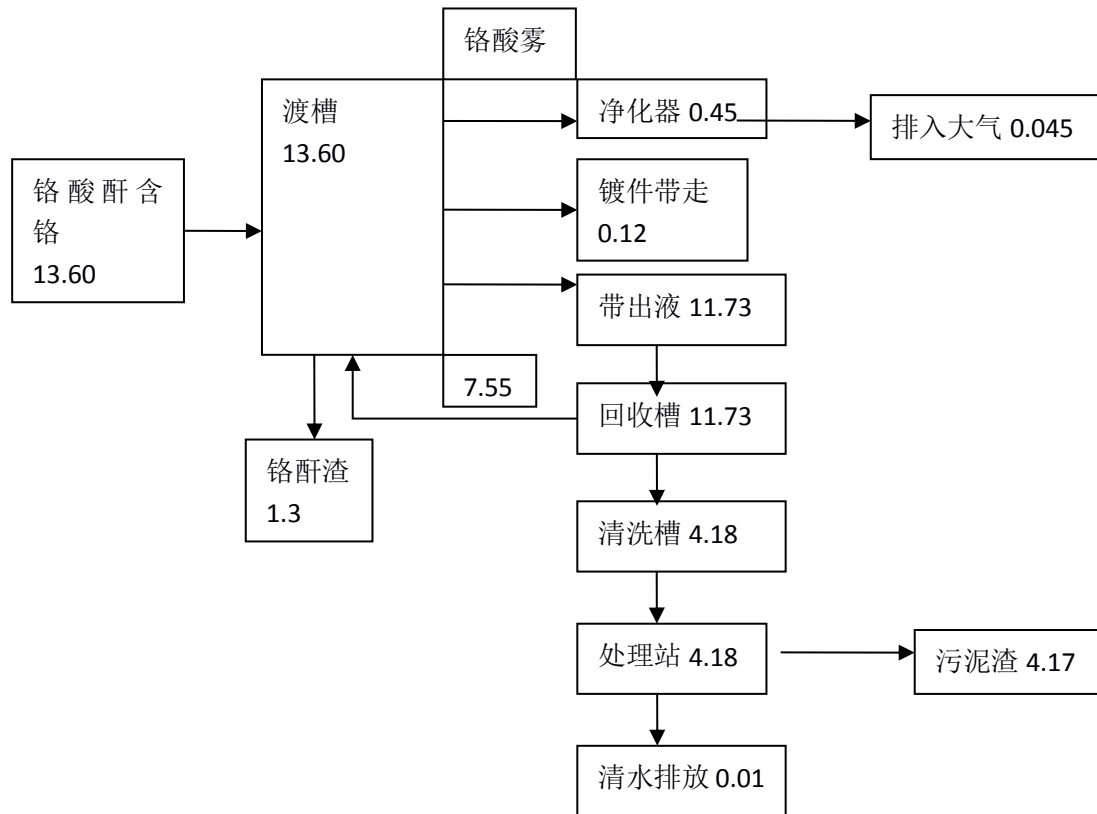 铬酸雾
渡槽
13.60
净化器 0.45
排入大气 0.045
铬酸酐含
铬
13.60
镀件带走
0.12
带出液 11.73
7.55
回收槽 11.73
铬酐渣
1.3
清洗槽 4.18
处理站 4.18
污泥渣 4.17
清水排放 0.01